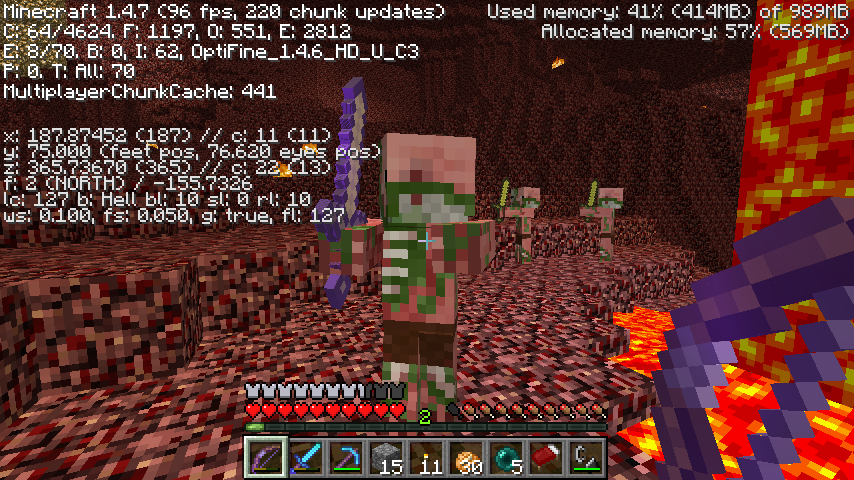 Minecraft 1.4.7 (96 fps, 220 chunk updates)
Used memory: 41% (414MB) of 989MB
C: 64/4624. F: 1197, O: 551, E: 2812
Allocated memory: 57% (569MB)
E: 8/70. B: 0, I: 62, OptiFine_1.4.6_HD_U_C3
P: 0. T: All: 70
MultiplayerChunkCache: 441
x: 187.87452 (187) // c: 11 (11)
y: 75.000 (feet pos, 76.620 eyes pos)
z: 365.73670 (365) // c: 22 (13)
f: 2 (NORTH) / -155.7326
lc: 127 b: Hell bl: 10 sl: 0 rl: 10
ws: 0.100, fs: 0.050, g: true, fl: 127
2
15 11 30 5